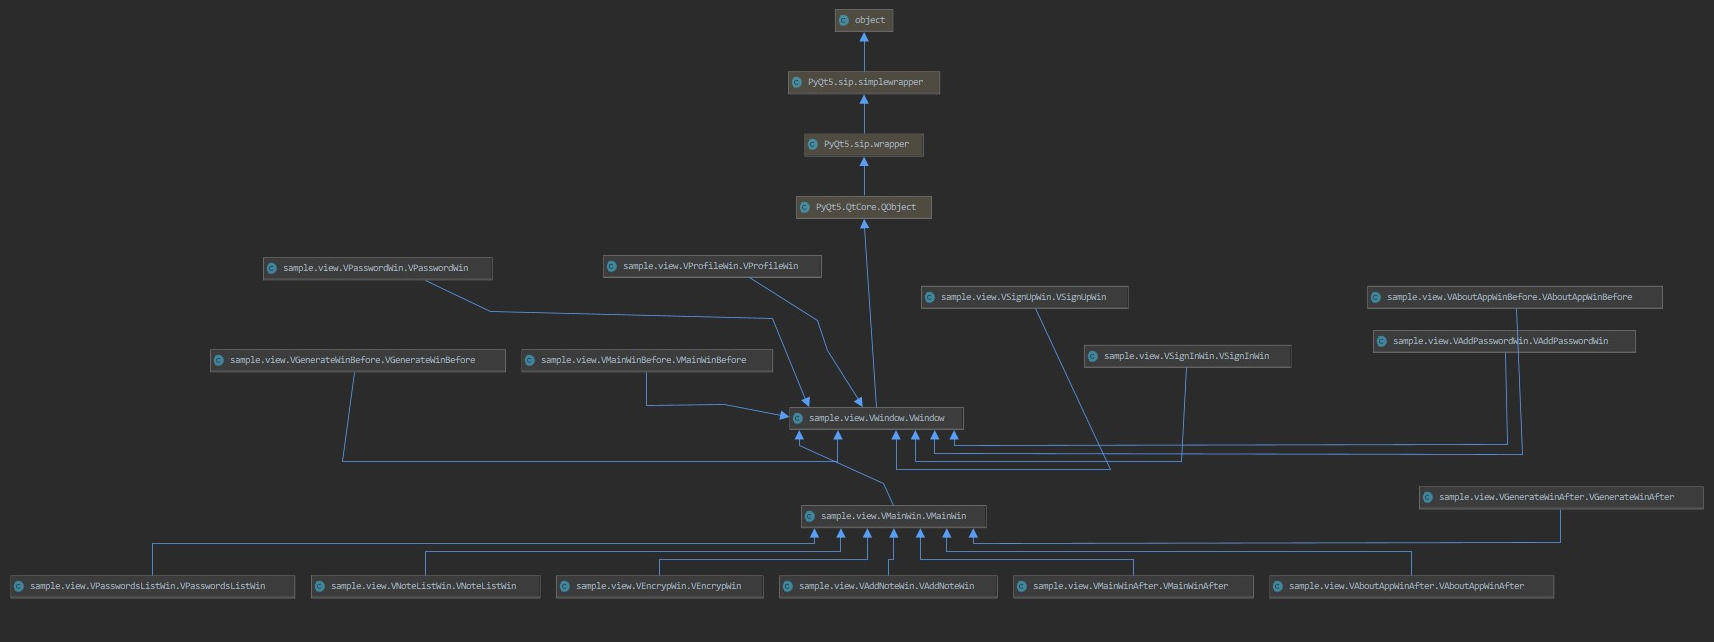 object
PyQt5.sip.simplewrapper
PyQt5.sip.wrapper
PyQt5.QtCore.QObject
sample.view.VPasswordWin.VPasswordWin
sample.view.VProfileWin.VProfileWin
sample.view.VSignUpWin.VSignUpWin
sample.view.VAboutAppWinBefore.VAboutAppWinBefore
sample.view.VAddPasswordWin.VAddPasswordWin
sample.view.VGenerateWinBefore.VGenerateWinBefore
sample.view.VMainWinBefore.VMainWinBefore
sample.view.VSignInWin.VSignInWin
sample.view.VWindow.VWindow
sample.view.VGenerateWinAfter.VGenerateWinAfter
sample.view.VMainWin.VMainWin
sample.view.VPasswordsListWin.VPasswordsListWin
sample.view.VNoteListWin.VNoteListWin
sample.view.VEncrypWin.VEncrypWin
sample.view.VAddNoteWin.VAddNoteWin
sample.view.VMainWinAfter.VMainWinAfter
sample.view.VAboutAppWinAfter.VAboutAppWinAfter